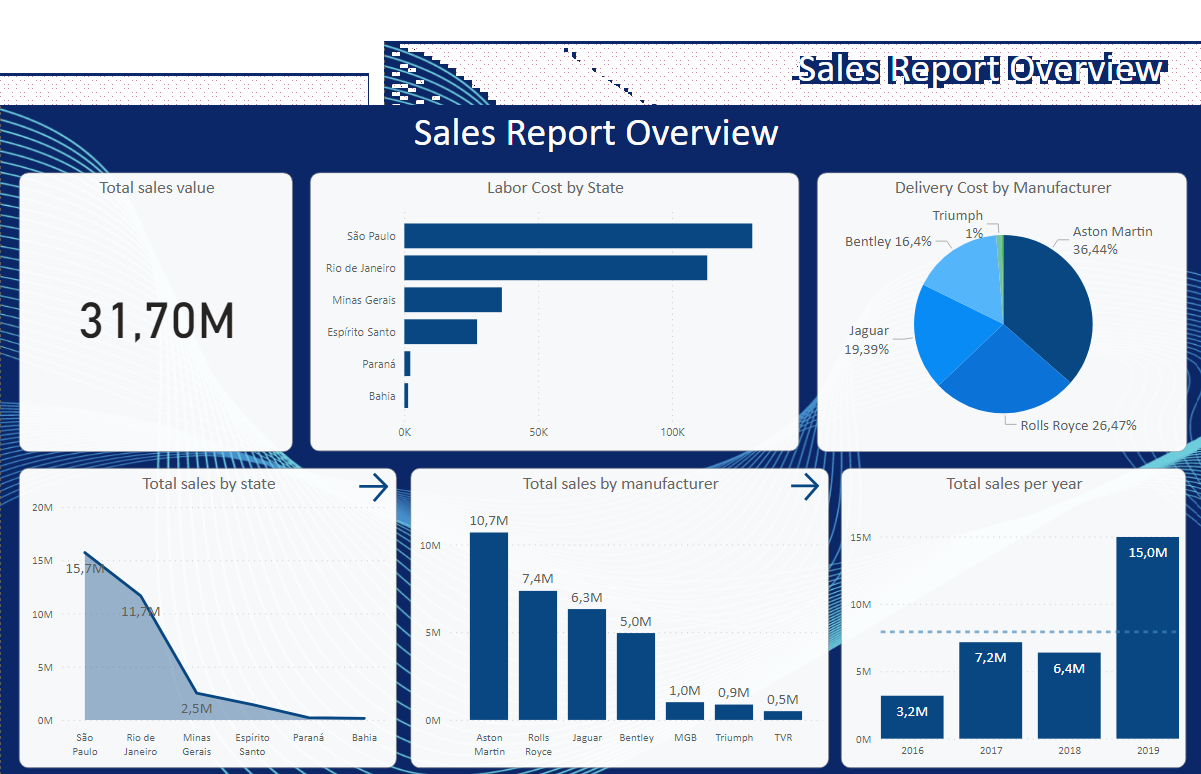 Sales Report Overview
Sales Report Overview
Total sales value
31,70M
Labor Cost by State
São Paulo
Rio de Janeiro
Minas Gerais
Espírito Santo
Paraná
Bahia
0K
50K
100K
Delivery Cost by Manufacturer
Triumph
1%
Aston Martin
36,44%
Bentley 16,4%
Jaguar
19,39%
Rolls Royce 26,47%
Total sales by state
20M
15M
10M
5M
0M
15,7M
11,7M
2,5M
São
Paulo
Rio de
Janeiro
Minas
Gerais
Espírito
Santo
Paraná
Bahia
Total sales by manufacturer
10M
5M
0M
10,7M
7,4M
6,3M
5,0M
1,0M
0,9M
0,5M
Aston
Martin
Rolls
Royce
Jaguar
Bentley
MGB
Triumph
TVR
Total sales per year
15M
10M
5M
0M
3,2M
7,2M
6,4M
15,0M
2016
2017
2018
2019